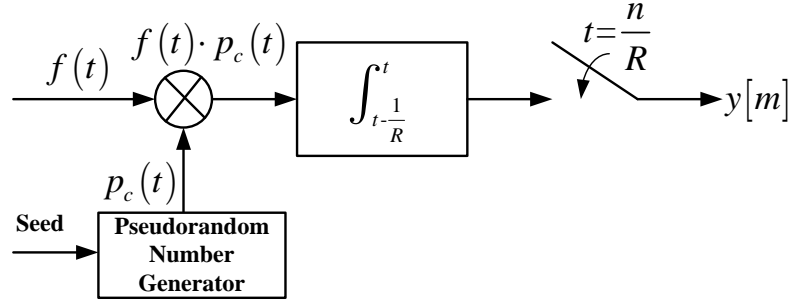 f(t)
f(t)·p_c(t)
∫_{t-1/R}^{t}
t=n/R
y[m]
p_c(t)
Seed
Pseudorandom
Number
Generator